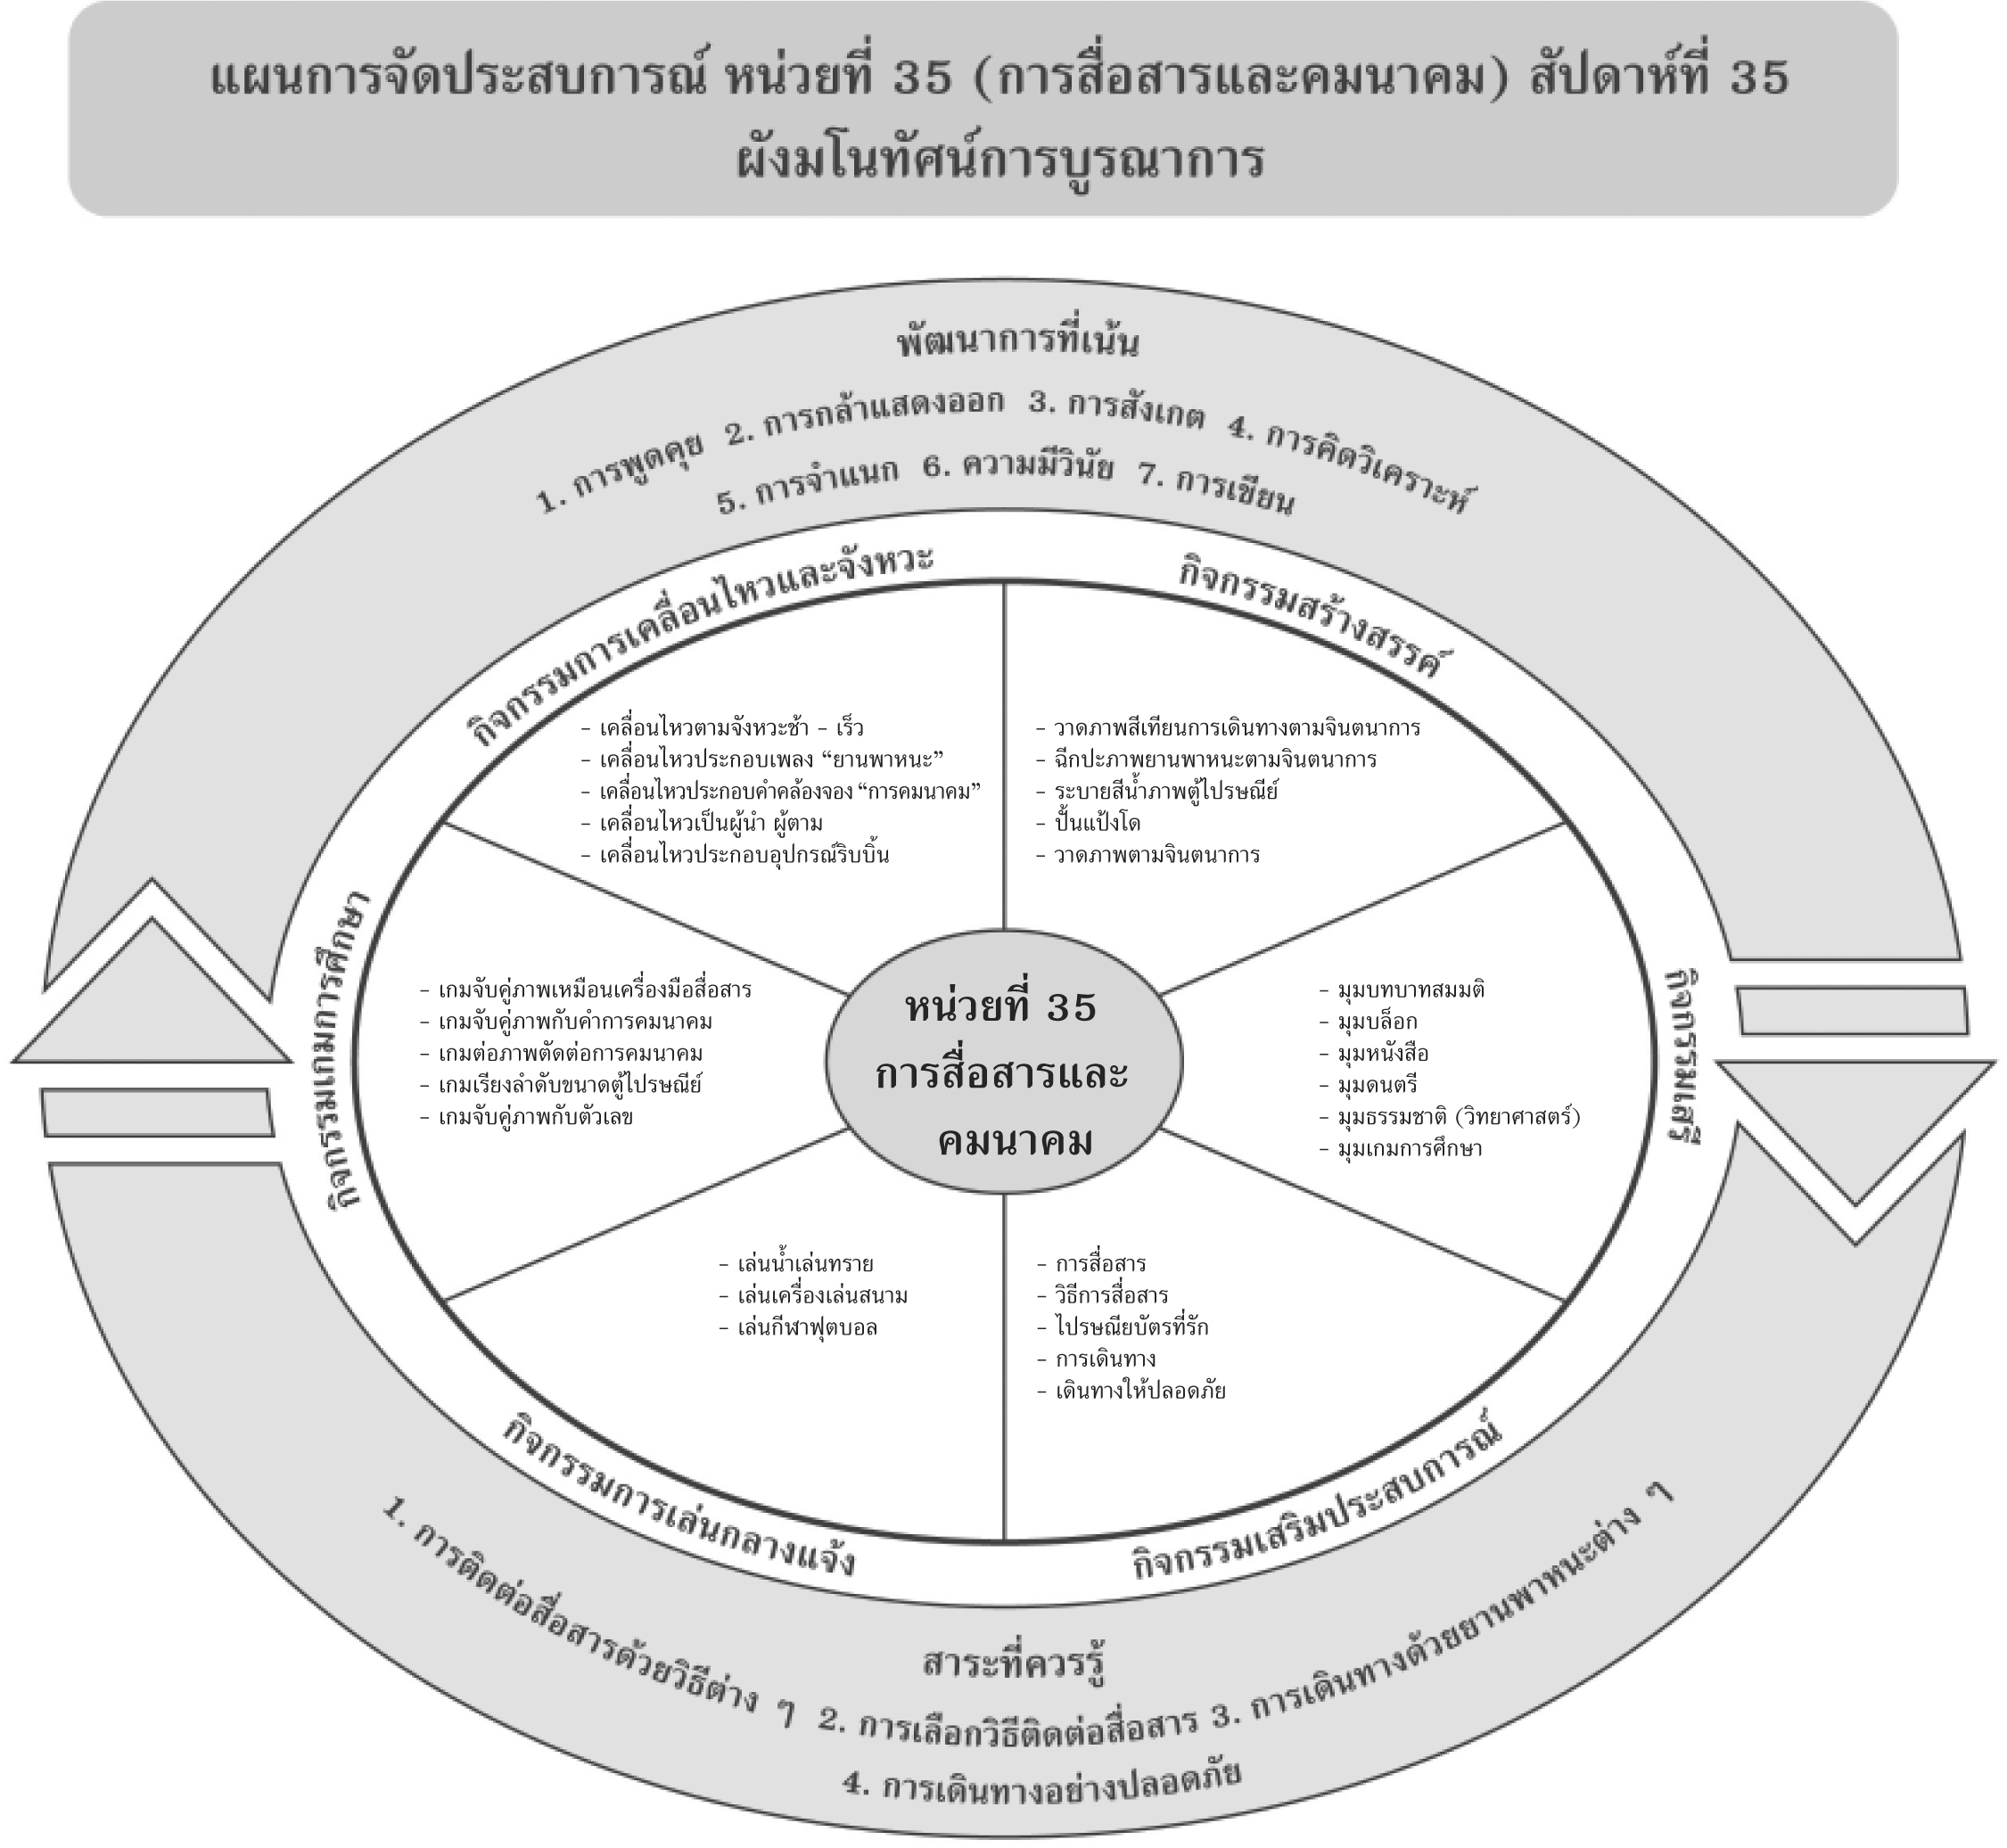 แผนการจัดประสบการณ์ หน่วยที่ 35 (การสื่อสารและคมนาคม) สัปดาห์ที่ 35
ผังมโนทัศน์การบูรณาการ
พัฒนาการที่เน้น
1. การพูดคุย 2. การกล้าแสดงออก 3. การสังเกต 4. การคิดวิเคราะห์
5. การจำแนก 6. ความมีวินัย 7. การเขียน
กิจกรรมการเคลื่อนไหวและจังหวะ
- เคลื่อนไหวตามจังหวะช้า - เร็ว
- เคลื่อนไหวประกอบเพลง “ยานพาหนะ”
- เคลื่อนไหวประกอบคำคล้องจอง “การคมนาคม”
- เคลื่อนไหวเป็นผู้นำ ผู้ตาม
- เคลื่อนไหวประกอบอุปกรณ์ริบบิ้น
กิจกรรมสร้างสรรค์
- วาดภาพสีเทียนการเดินทางตามจินตนาการ
- ฉีกปะภาพยานพาหนะตามจินตนาการ
- ระบายสีน้ำภาพตู้ไปรษณีย์
- ปั้นแป้งโด
- วาดภาพตามจินตนาการ
กิจกรรมเกมการศึกษา
- เกมจับคู่ภาพเหมือนเครื่องมือสื่อสาร
- เกมจับคู่ภาพกับคำการคมนาคม
- เกมต่อภาพตัดต่อการคมนาคม
- เกมเรียงลำดับขนาดตู้ไปรษณีย์
- เกมจับคู่ภาพกับตัวเลข
หน่วยที่ 35
การสื่อสารและ
คมนาคม
กิจกรรมเสรี
- มุมบทบาทสมมติ
- มุมบล็อก
- มุมหนังสือ
- มุมดนตรี
- มุมธรรมชาติ (วิทยาศาสตร์)
- มุมเกมการศึกษา
- เล่นน้ำเล่นทราย
- เล่นเครื่องเล่นสนาม
- เล่นกีฬาฟุตบอล
กิจกรรมการเล่นกลางแจ้ง
- การสื่อสาร
- วิธีการสื่อสาร
- ไปรษณียบัตรที่รัก
- การเดินทาง
- เดินทางให้ปลอดภัย
กิจกรรมเสริมประสบการณ์
สาระที่ควรรู้
1. การติดต่อสื่อสารด้วยวิธีต่าง ๆ 2. การเลือกวิธีติดต่อสื่อสาร 3. การเดินทางด้วยยานพาหนะต่าง ๆ
4. การเดินทางอย่างปลอดภัย